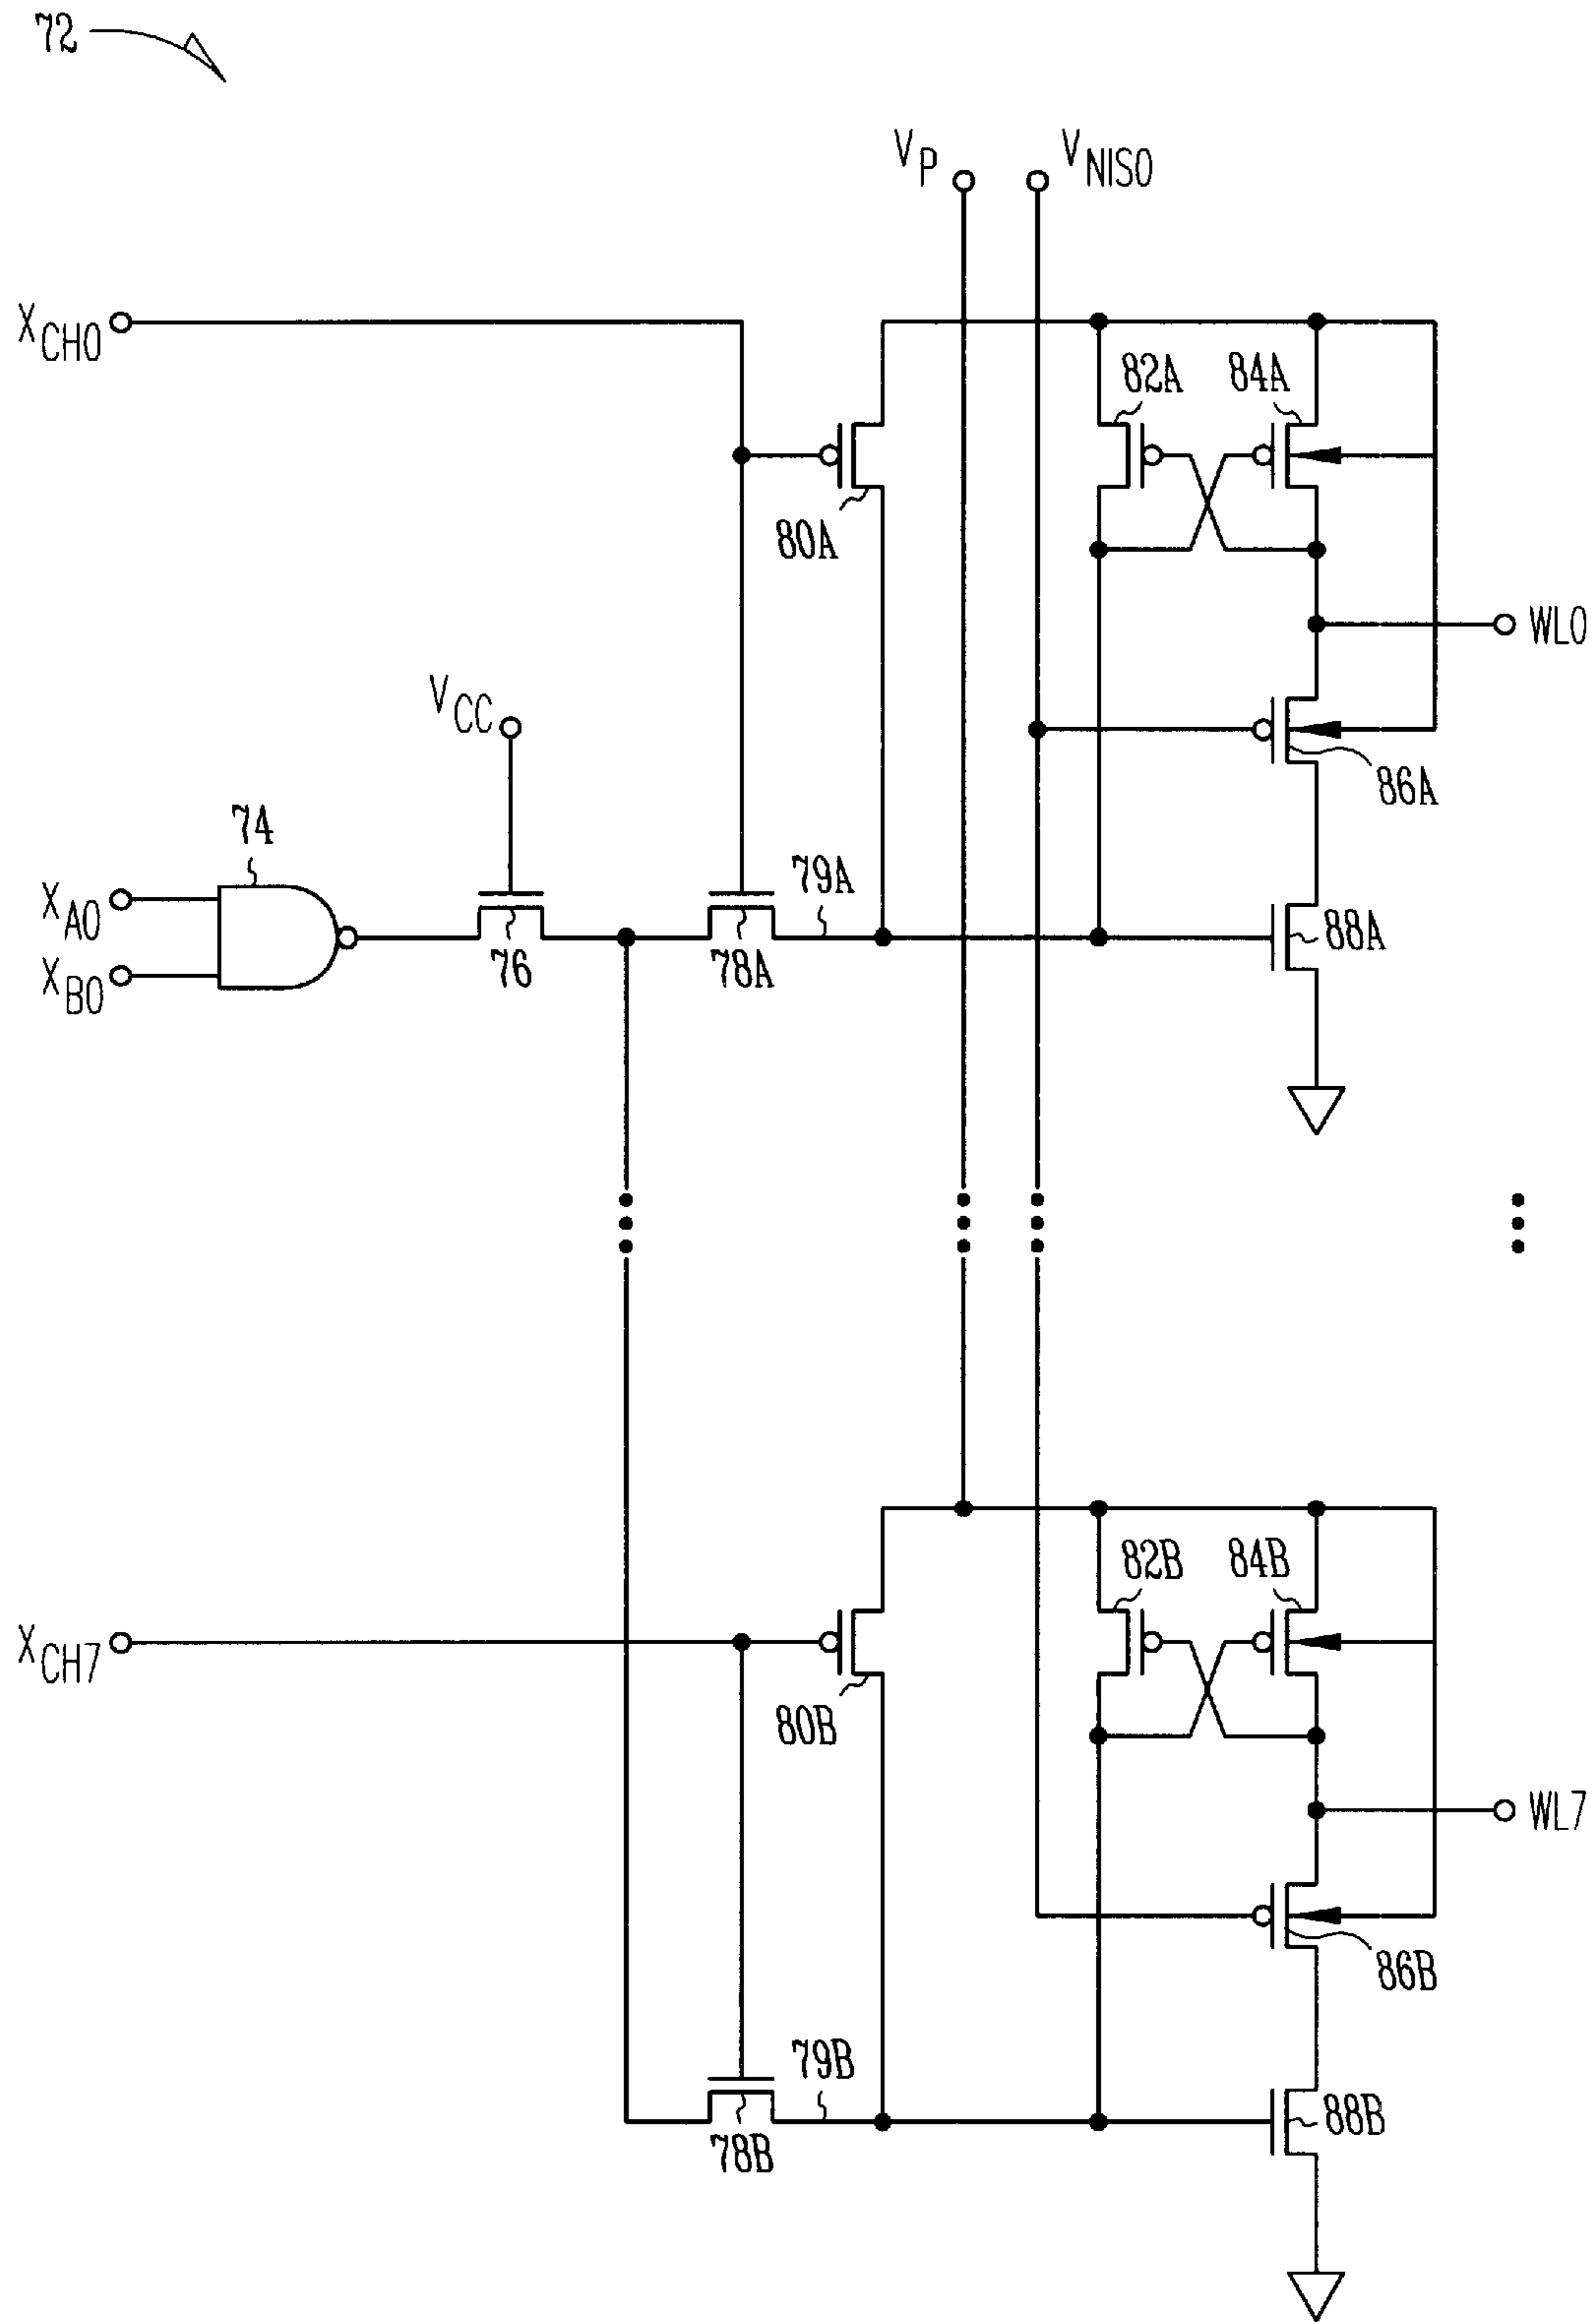 72
VP
VNISO
XCH0
82A
84A
80A
WL0
VCC
86A
74
79A
XA0
88A
76
78A
XB0
82B
84B
XCH7
80B
WL7
86B
79B
88B
78B